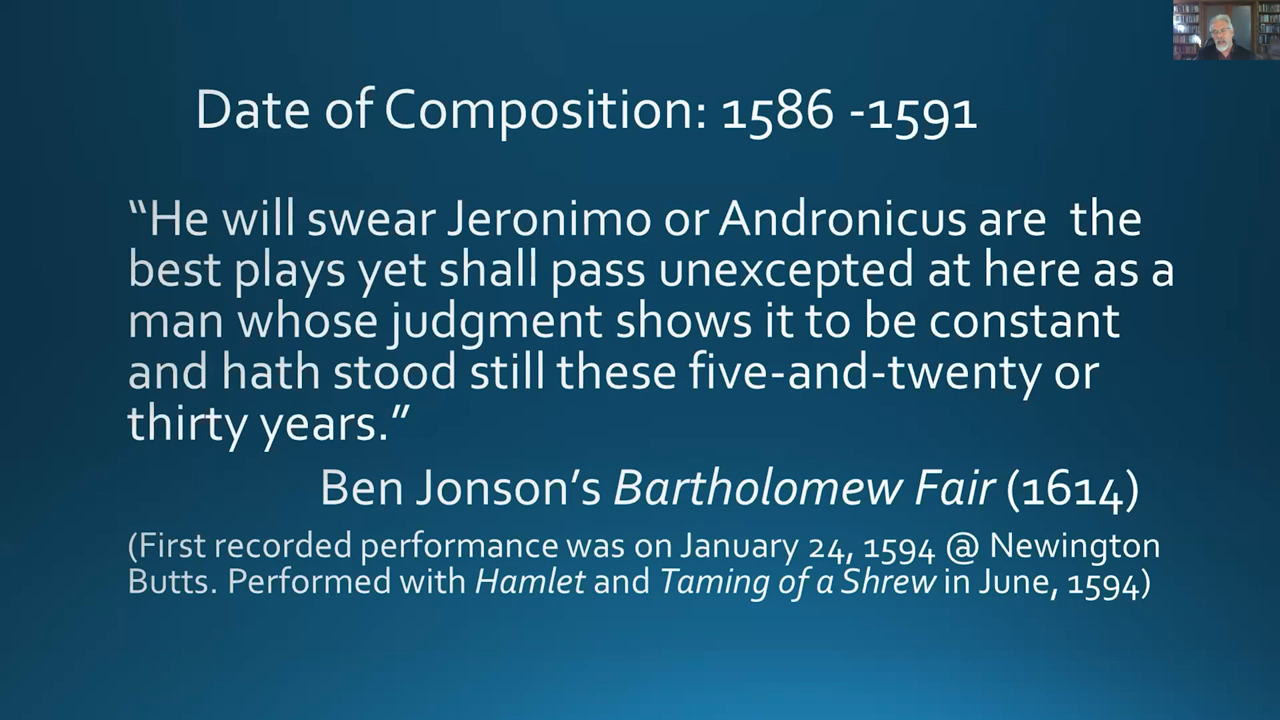 Date of Composition: 1586 -1591
“He will swear Jeronimo or Andronicus are the
best plays yet shall pass unexcepted at here as a
man whose judgment shows it to be constant
and hath stood still these five-and-twenty or
thirty years.”
Ben Jonson’s Bartholomew Fair (1614)
(First recorded performance was on January 24, 1594 @ Newington
Butts. Performed with Hamlet and Taming of a Shrew in June, 1594)